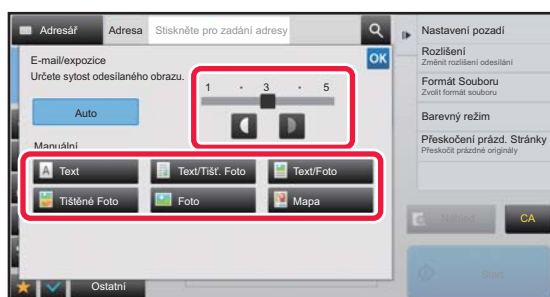 Adresář
Adresa
Stiskněte pro zadání adresy
E-mail/expozice
OK
Určete sytost odesílaného obrazu.
Auto
1 · 3 · 5
Manuální
Text
Text/Tišť. Foto
Text/Foto
Tištěné Foto
Foto
Mapa
Ostatní
Nastavení pozadí
Rozlišení
Změnit rozlišení odesílání
Formát Souboru
Zvolit formát souboru
Barevný režim
Přeskočení prázd. Stránky
Přeskočit prázdné originály
Náhled
CA
Start